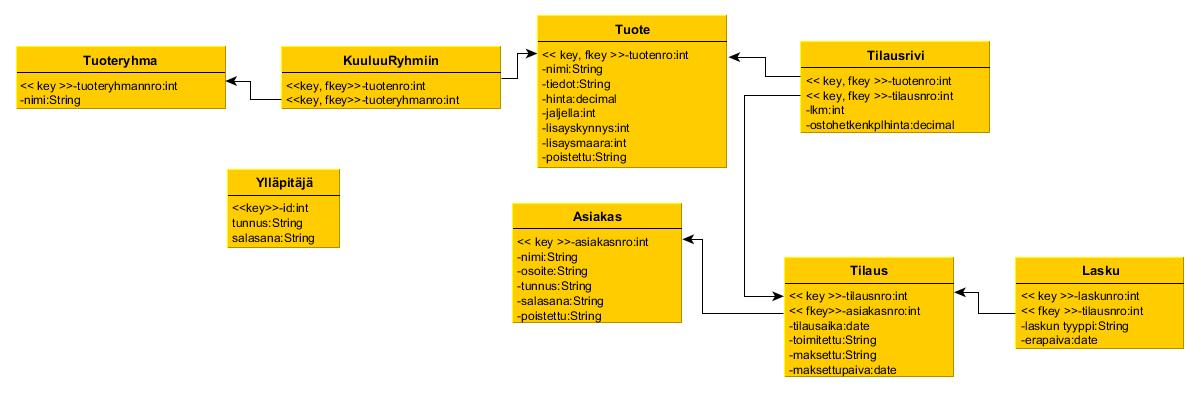 Tuoteryhma
<< key >>-tuoteryhmannro:int
-nimi:String
KuuluuRyhmiin
<<key, fkey>>-tuotenro:int
<<key, fkey>>-tuoteryhmanro:int
Tuote
<< key, fkey >>-tuotenro:int
-nimi:String
-tiedot:String
-hinta:decimal
-jaljella:int
-lisayskynnys:int
-lisaysmaara:int
-poistettu:String
Tilausrivi
<< key, fkey >>-tuotenro:int
<< key, fkey >>-tilausnro:int
-lkm:int
-ostohetkenkplhinta:decimal
Ylläpitäjä
<<key>>-id:int
tunnus:String
salasana:String
Asiakas
<< key >>-asiakasnro:int
-nimi:String
-osoite:String
-tunnus:String
-salasana:String
-poistettu:String
Tilaus
<< key >>-tilausnro:int
<< fkey>>-asiakasnro:int
-tilausaika:date
-toimitettu:String
-maksettu:String
-maksettupaiva:date
Lasku
<< key >>-laskunro:int
<< fkey >>-tilausnro:int
-laskun tyyppi:String
-erapaiva:date